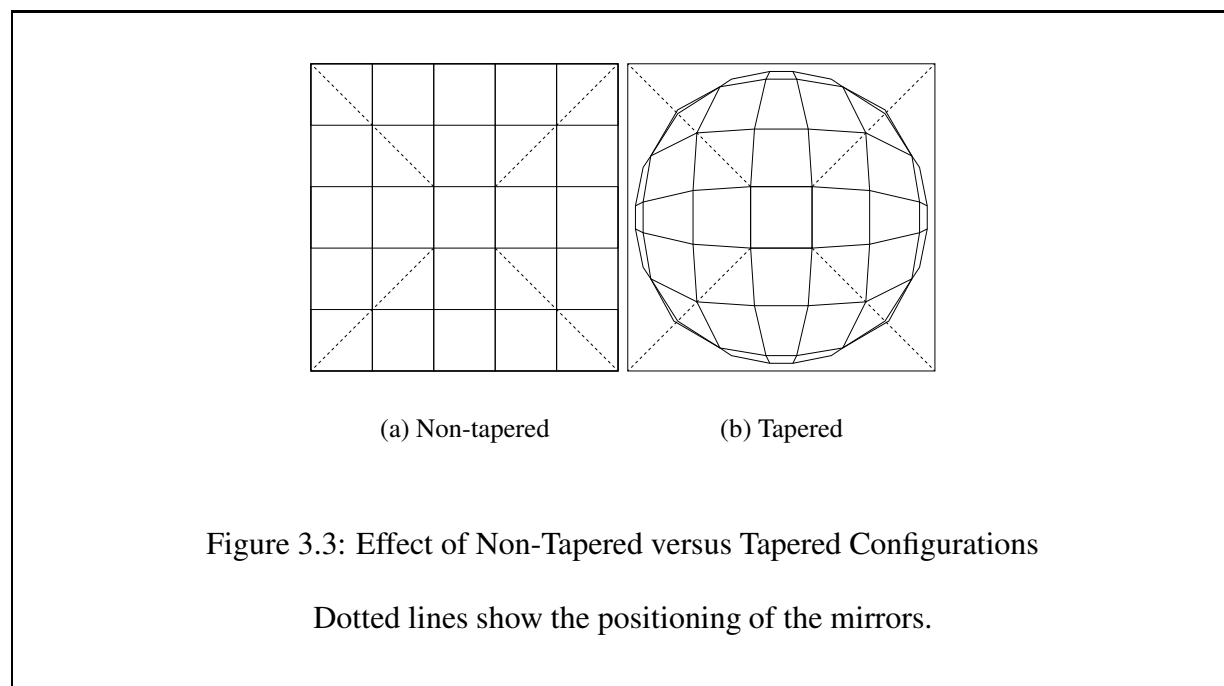 (a) Non-tapered
(b) Tapered
Figure 3.3: Effect of Non-Tapered versus Tapered Configurations
Dotted lines show the positioning of the mirrors.